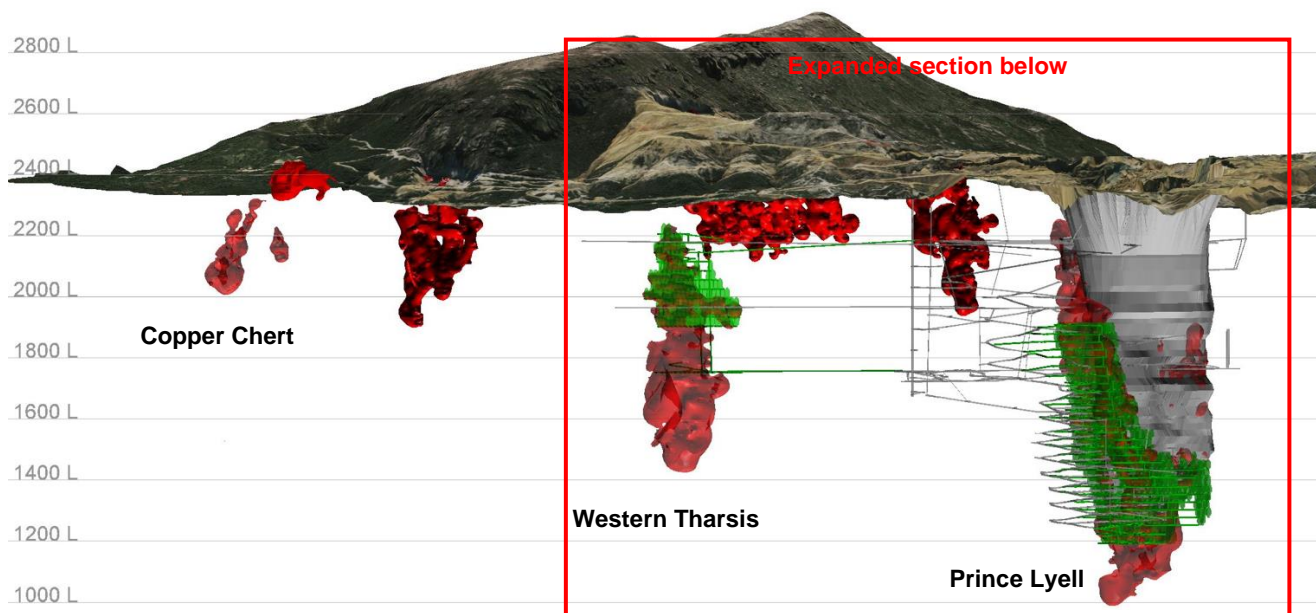 2800 L
Expanded section below
2600 L
2400 L
2200 L
2000 L
Copper Chert
1800 L
1600 L
1400 L
Western Tharsis
1200 L
Prince Lyell
1000 L